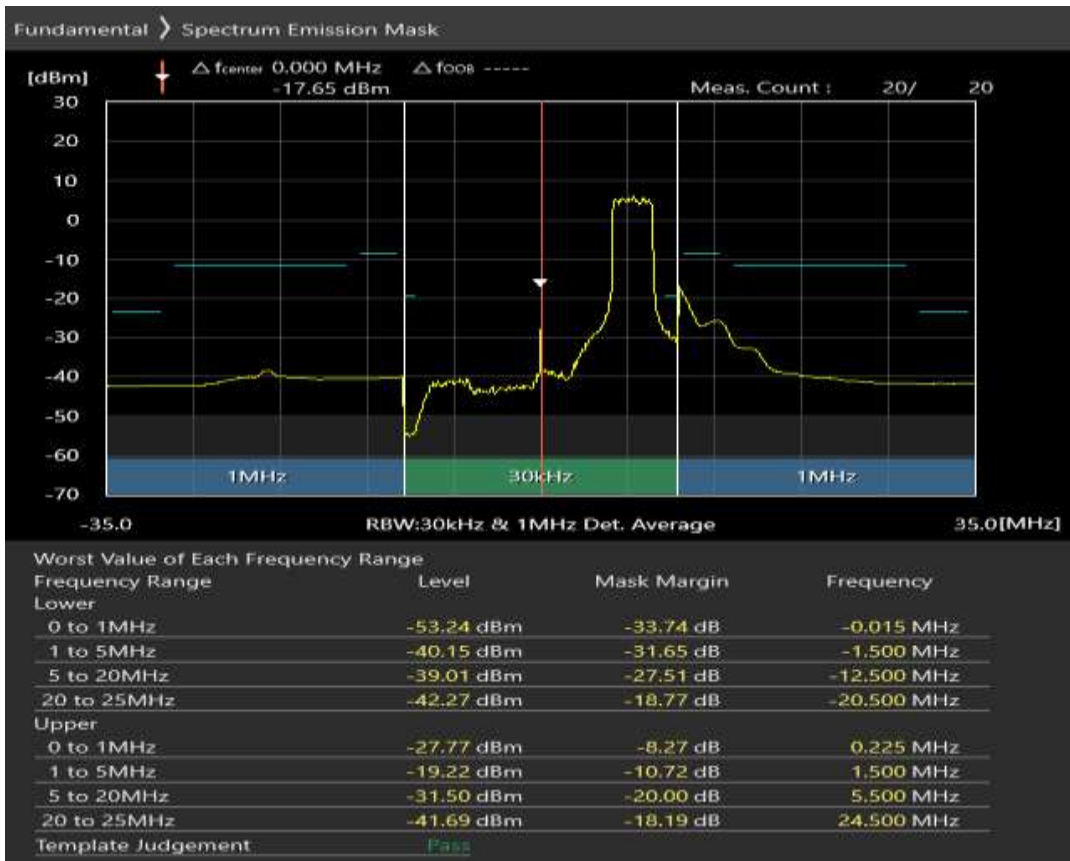 Fundamental 〉 Spectrum Emission Mask
[dBm] △ fcenter 0.000 MHz △ fOOB -----
-17.65 dBm Meas. Count : 20/ 20
30
20
10
0
-10
-20
-30
-40
-50
-60
1MHz 30kHz 1MHz
-70
-35.0 RBW:30kHz & 1MHz Det. Average 35.0[MHz]
Worst Value of Each Frequency Range
Frequency Range Level Mask Margin Frequency
Lower
0 to 1MHz -53.24 dBm -33.74 dB -0.015 MHz
1 to 5MHz -40.15 dBm -31.65 dB -1.500 MHz
5 to 20MHz -39.01 dBm -27.51 dB -12.500 MHz
20 to 25MHz -42.27 dBm -18.77 dB -20.500 MHz
Upper
0 to 1MHz -27.77 dBm -8.27 dB 0.225 MHz
1 to 5MHz -19.22 dBm -10.72 dB 1.500 MHz
5 to 20MHz -31.50 dBm -20.00 dB 5.500 MHz
20 to 25MHz -41.69 dBm -18.19 dB 24.500 MHz
Template Judgement Pass